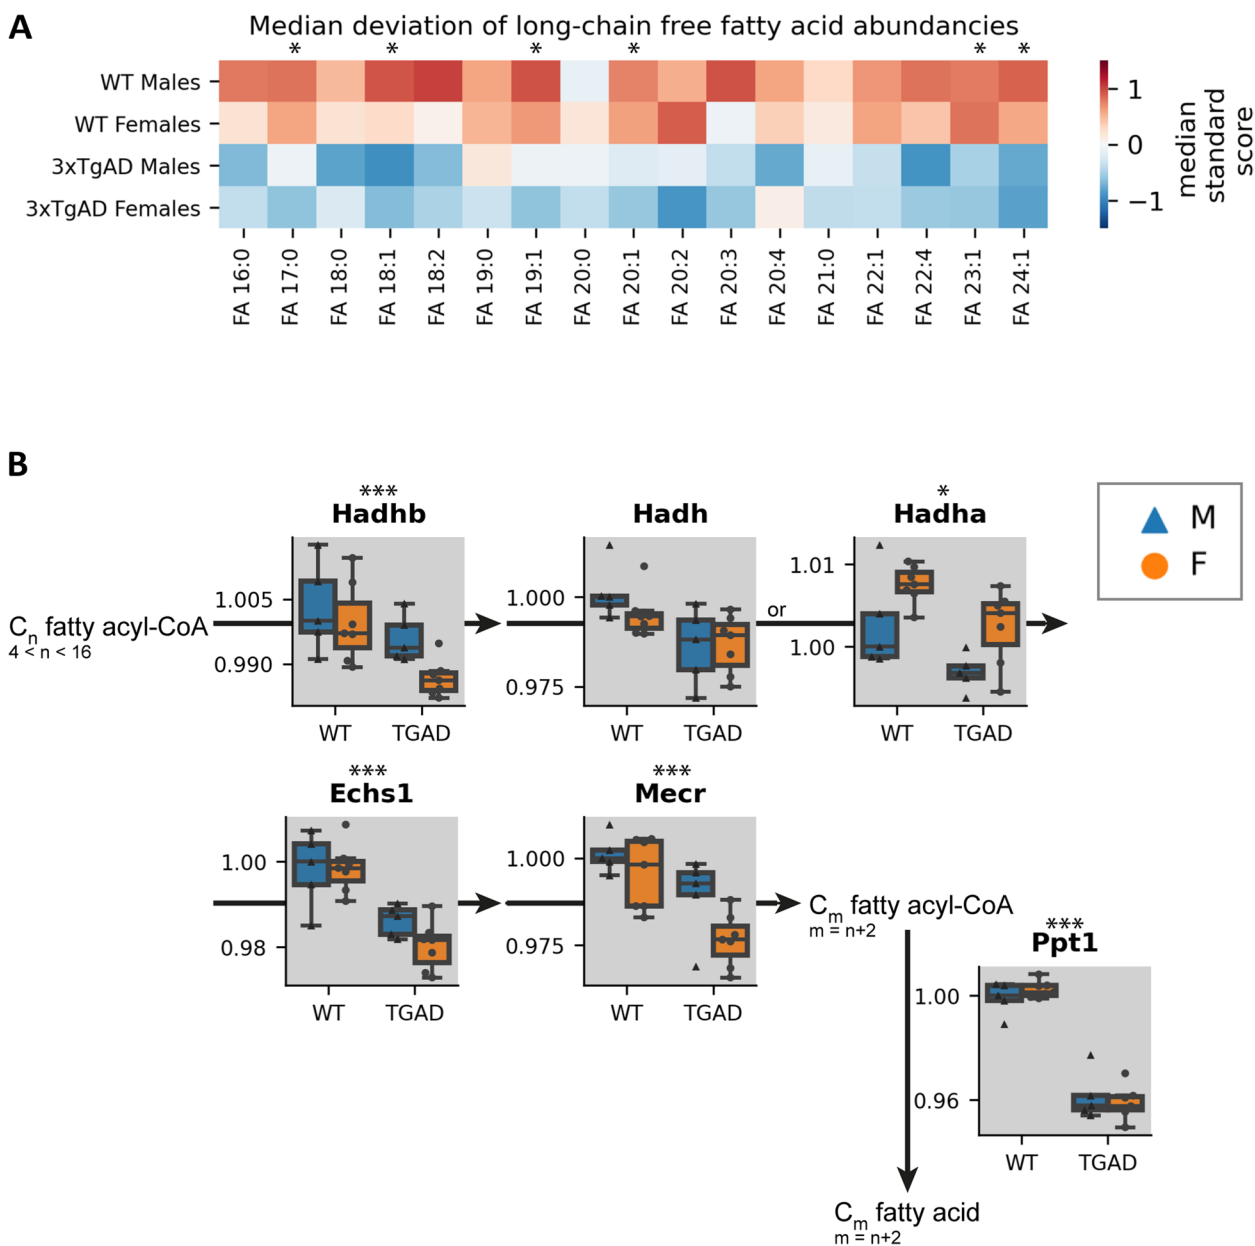 A
Median deviation of long-chain free fatty acid abundancies
* * * * * *
WT Males
WT Females
3xTgAD Males
3xTgAD Females
FA 16:0
FA 17:0
FA 18:0
FA 18:1
FA 18:2
FA 19:0
FA 19:1
FA 20:0
FA 20:1
FA 20:2
FA 20:3
FA 20:4
FA 21:0
FA 22:1
FA 22:4
FA 23:1
FA 24:1
1
0
−1
median
standard
score
B
Cn fatty acyl-CoA
4 < n < 16
***
Hadhb
1.005
0.990
WT
TGAD
Hadh
1.000
0.975
WT
TGAD
or
*
Hadha
1.01
1.00
WT
TGAD
M
F
***
Echs1
1.00
0.98
WT
TGAD
***
Mecr
1.000
0.975
WT
TGAD
Cm fatty acyl-CoA
m = n+2
***
Ppt1
1.00
0.96
WT
TGAD
Cm fatty acid
m = n+2